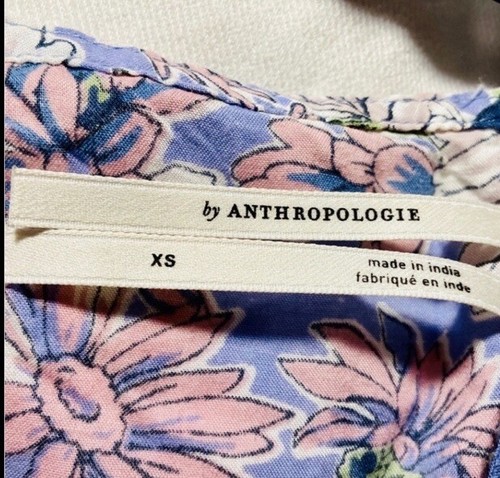 by ANTHROPOLOGIE
XS
made in india
fabriqué en inde